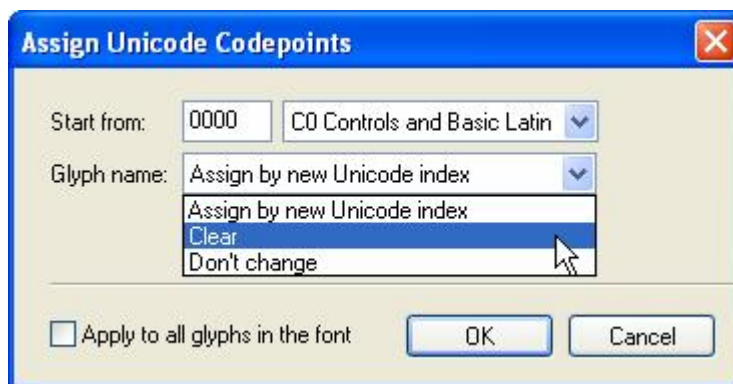 Assign Unicode Codepoints
Start from: 0000 C0 Controls and Basic Latin
Glyph name: Assign by new Unicode index
Assign by new Unicode index
Clear
Don't change
Apply to all glyphs in the font OK Cancel